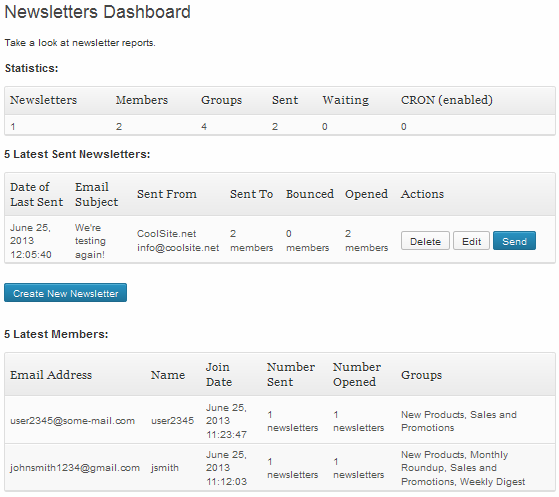 Newsletters Dashboard
Take a look at newsletter reports.
Statistics:
Newsletters Members Groups Sent Waiting CRON (enabled)
1 2 4 2 0 0
5 Latest Sent Newsletters:
Date of Last Sent Email Subject Sent From Sent To Bounced Opened Actions
June 25, 2013 12:05:40 We're testing again! CoolSite.net info@coolsite.net 2 members 0 members 2 members Delete Edit Send
Create New Newsletter
5 Latest Members:
Email Address Name Join Date Number Sent Number Opened Groups
user2345@some-mail.com user2345 June 25, 2013 11:23:47 1 newsletters 1 newsletters New Products, Sales and Promotions
johnsmith1234@gmail.com jsmith June 25, 2013 11:12:03 1 newsletters 1 newsletters New Products, Monthly Roundup, Sales and Promotions, Weekly Digest